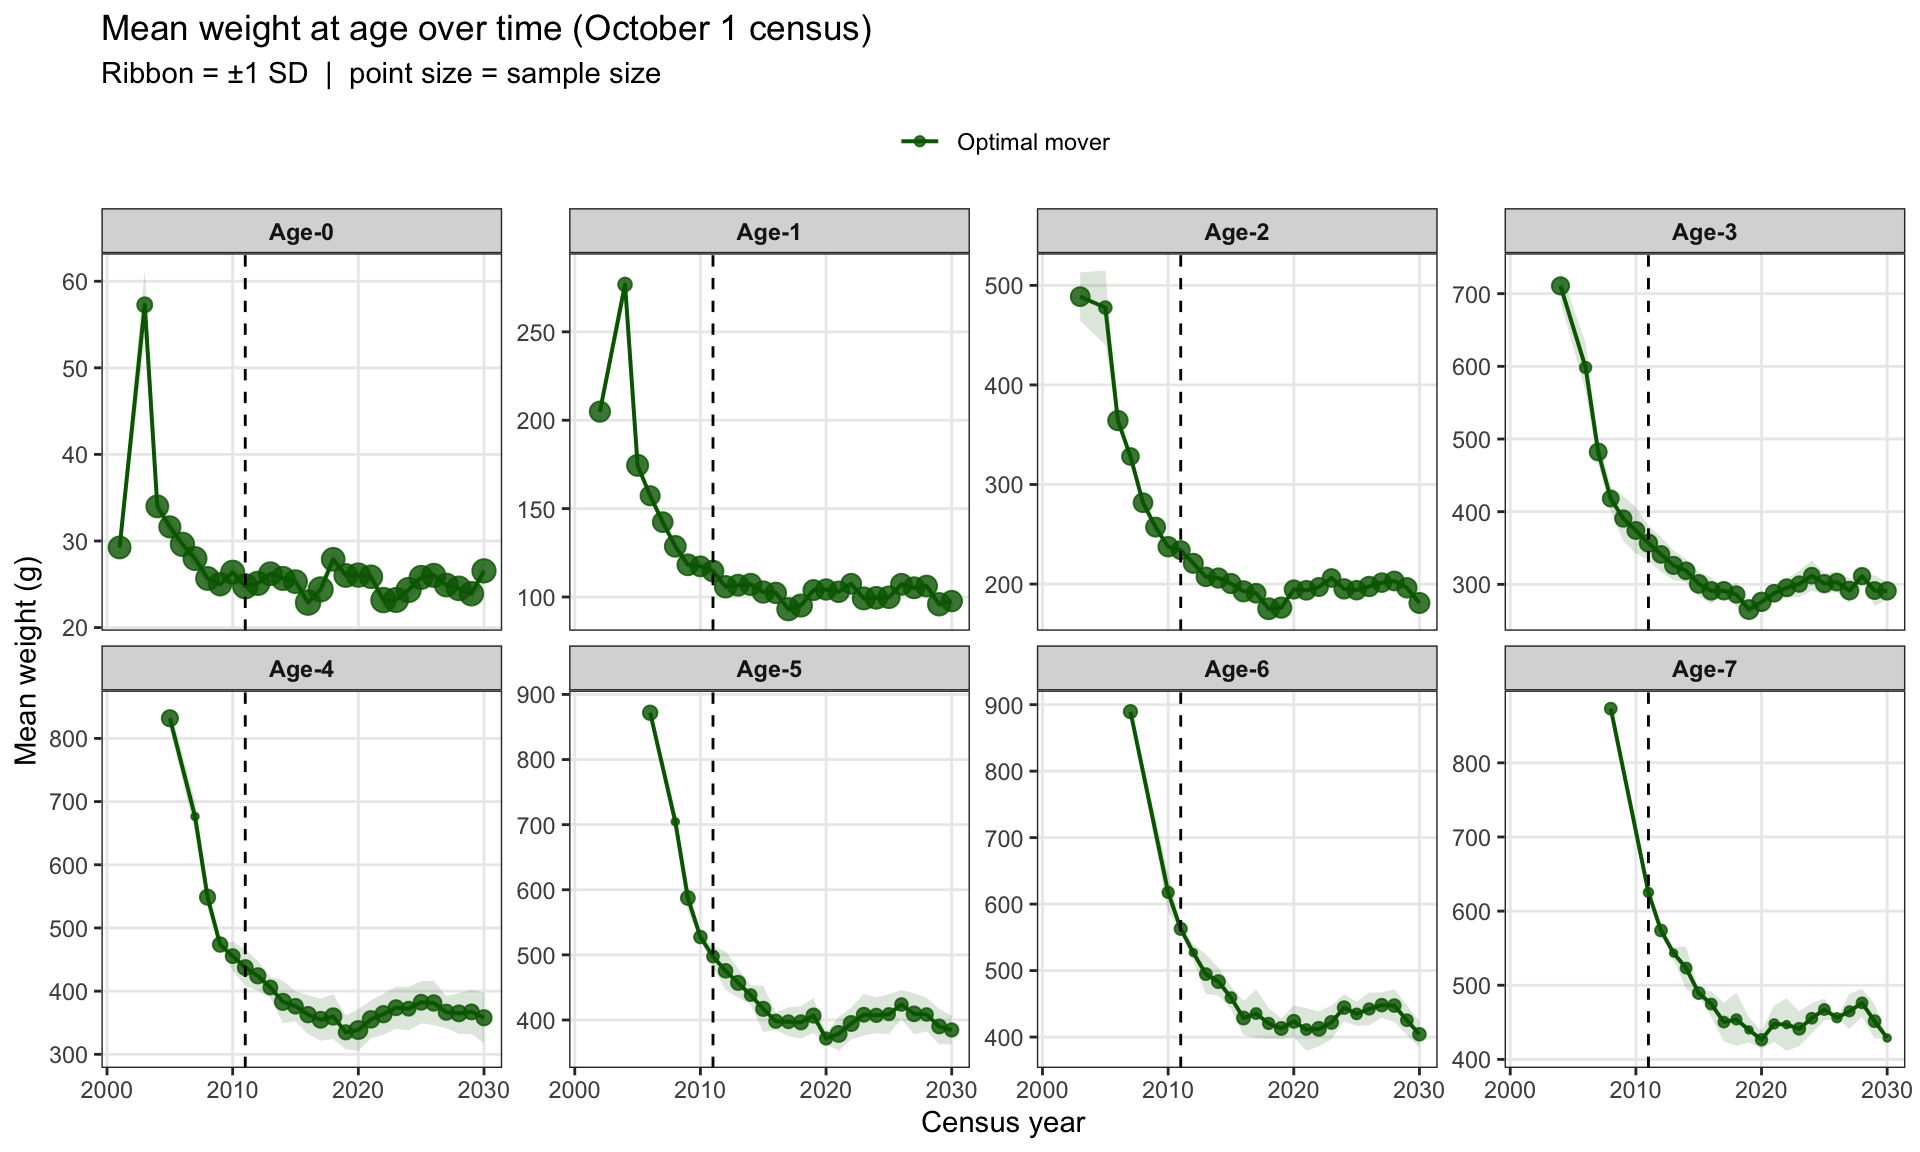 Mean weight at age over time (October 1 census)
Ribbon = ±1 SD | point size = sample size
Optimal mover
Age-0
Age-1
Age-2
Age-3
60
50
40
30
20
250
200
150
100
500
400
300
200
700
600
500
400
300
Mean weight (g)
Age-4
Age-5
Age-6
Age-7
800
700
600
500
400
300
900
800
700
600
500
400
900
800
700
600
500
400
800
700
600
500
400
2000 2010 2020 2030
2000 2010 2020 2030
2000 2010 2020 2030
2000 2010 2020 2030
Census year